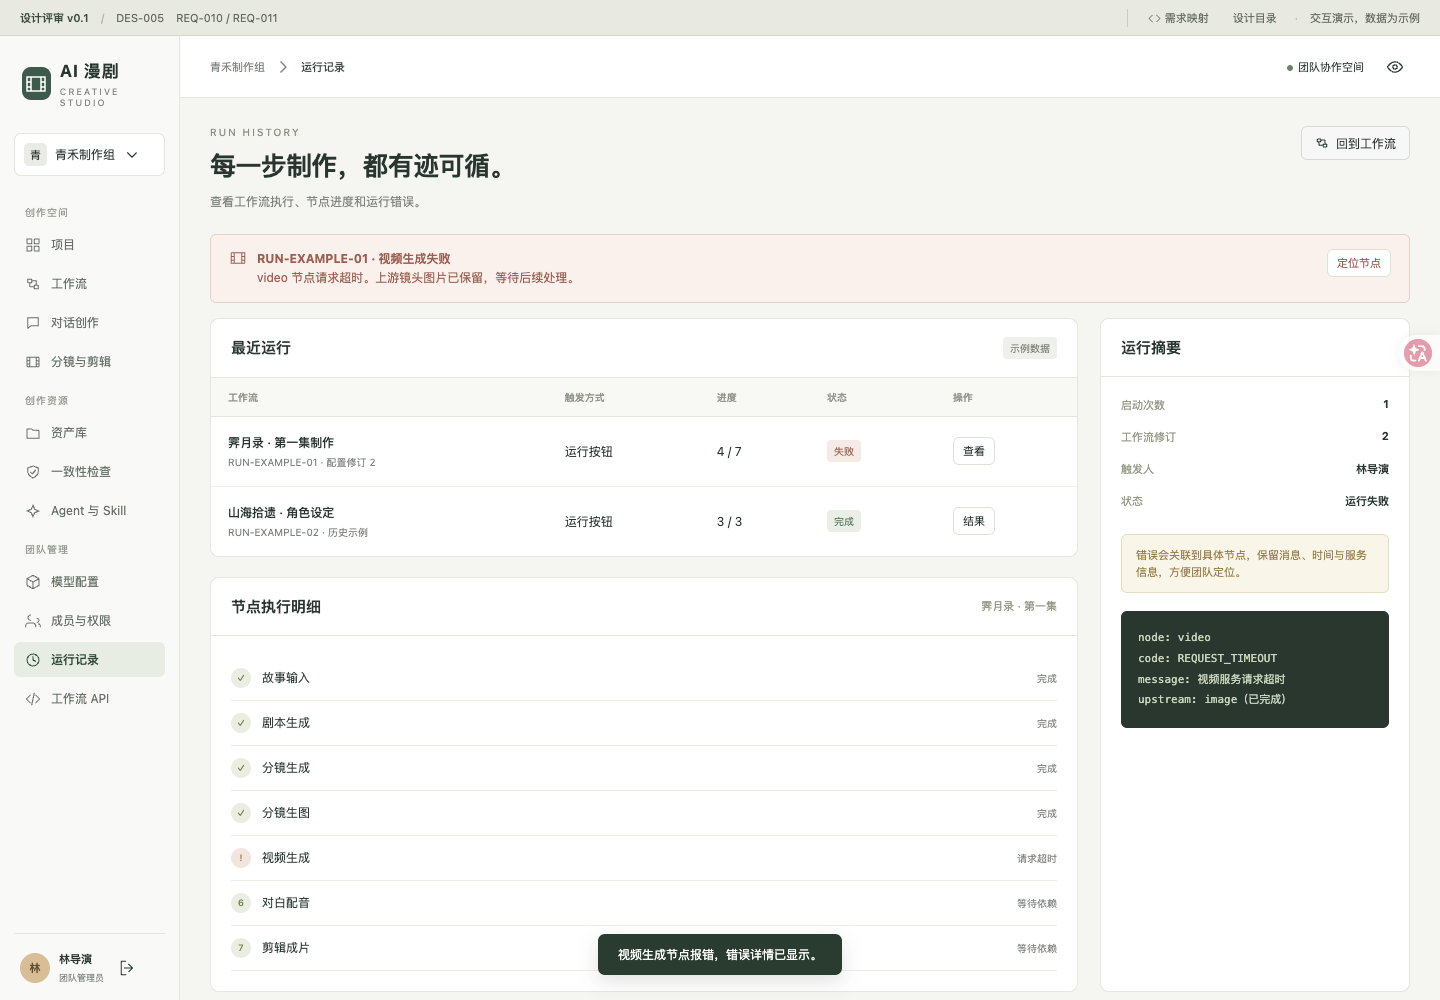 设计评审 v0.1 / DES-005 REQ-010 / REQ-011
需求映射 设计目录 · 交互演示，数据为示例
AI 漫剧
CREATIVE
STUDIO
青 青禾制作组
创作空间
项目
工作流
对话创作
分镜与剪辑
创作资源
资产库
一致性检查
Agent 与 Skill
团队管理
模型配置
成员与权限
运行记录
工作流 API
林 林导演
团队管理员
青禾制作组 运行记录
团队协作空间
RUN HISTORY
每一步制作，都有迹可循。
查看工作流执行、节点进度和运行错误。
回到工作流
RUN-EXAMPLE-01 · 视频生成失败
video 节点请求超时。上游镜头图片已保留，等待后续处理。
定位节点
最近运行 示例数据
工作流 触发方式 进度 状态 操作
霁月录 · 第一集制作
RUN-EXAMPLE-01 · 配置修订 2
运行按钮 4 / 7 失败 查看
山海拾遗 · 角色设定
RUN-EXAMPLE-02 · 历史示例
运行按钮 3 / 3 完成 结果
节点执行明细 霁月录 · 第一集
故事输入 完成
剧本生成 完成
分镜生成 完成
分镜生图 完成
! 视频生成 请求超时
6 对白配音 等待依赖
7 剪辑成片 等待依赖
视频生成节点报错，错误详情已显示。
运行摘要
启动次数 1
工作流修订 2
触发人 林导演
状态 运行失败
错误会关联到具体节点，保留消息、时间与服务
信息，方便团队定位。
node: video
code: REQUEST_TIMEOUT
message: 视频服务请求超时
upstream: image（已完成）